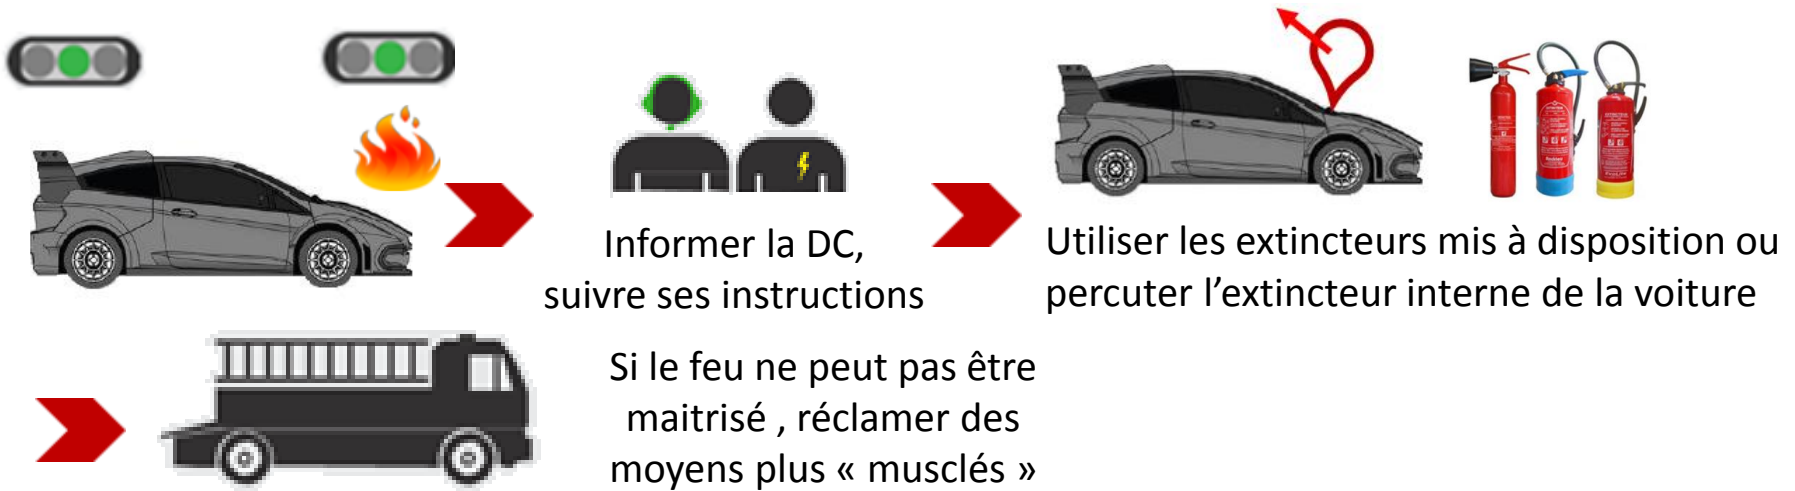 Informer la DC,
suivre ses instructions
Utiliser les extincteurs mis à disposition ou
percuter l’extincteur interne de la voiture
Si le feu ne peut pas être
maitrisé , réclamer des
moyens plus « musclés »